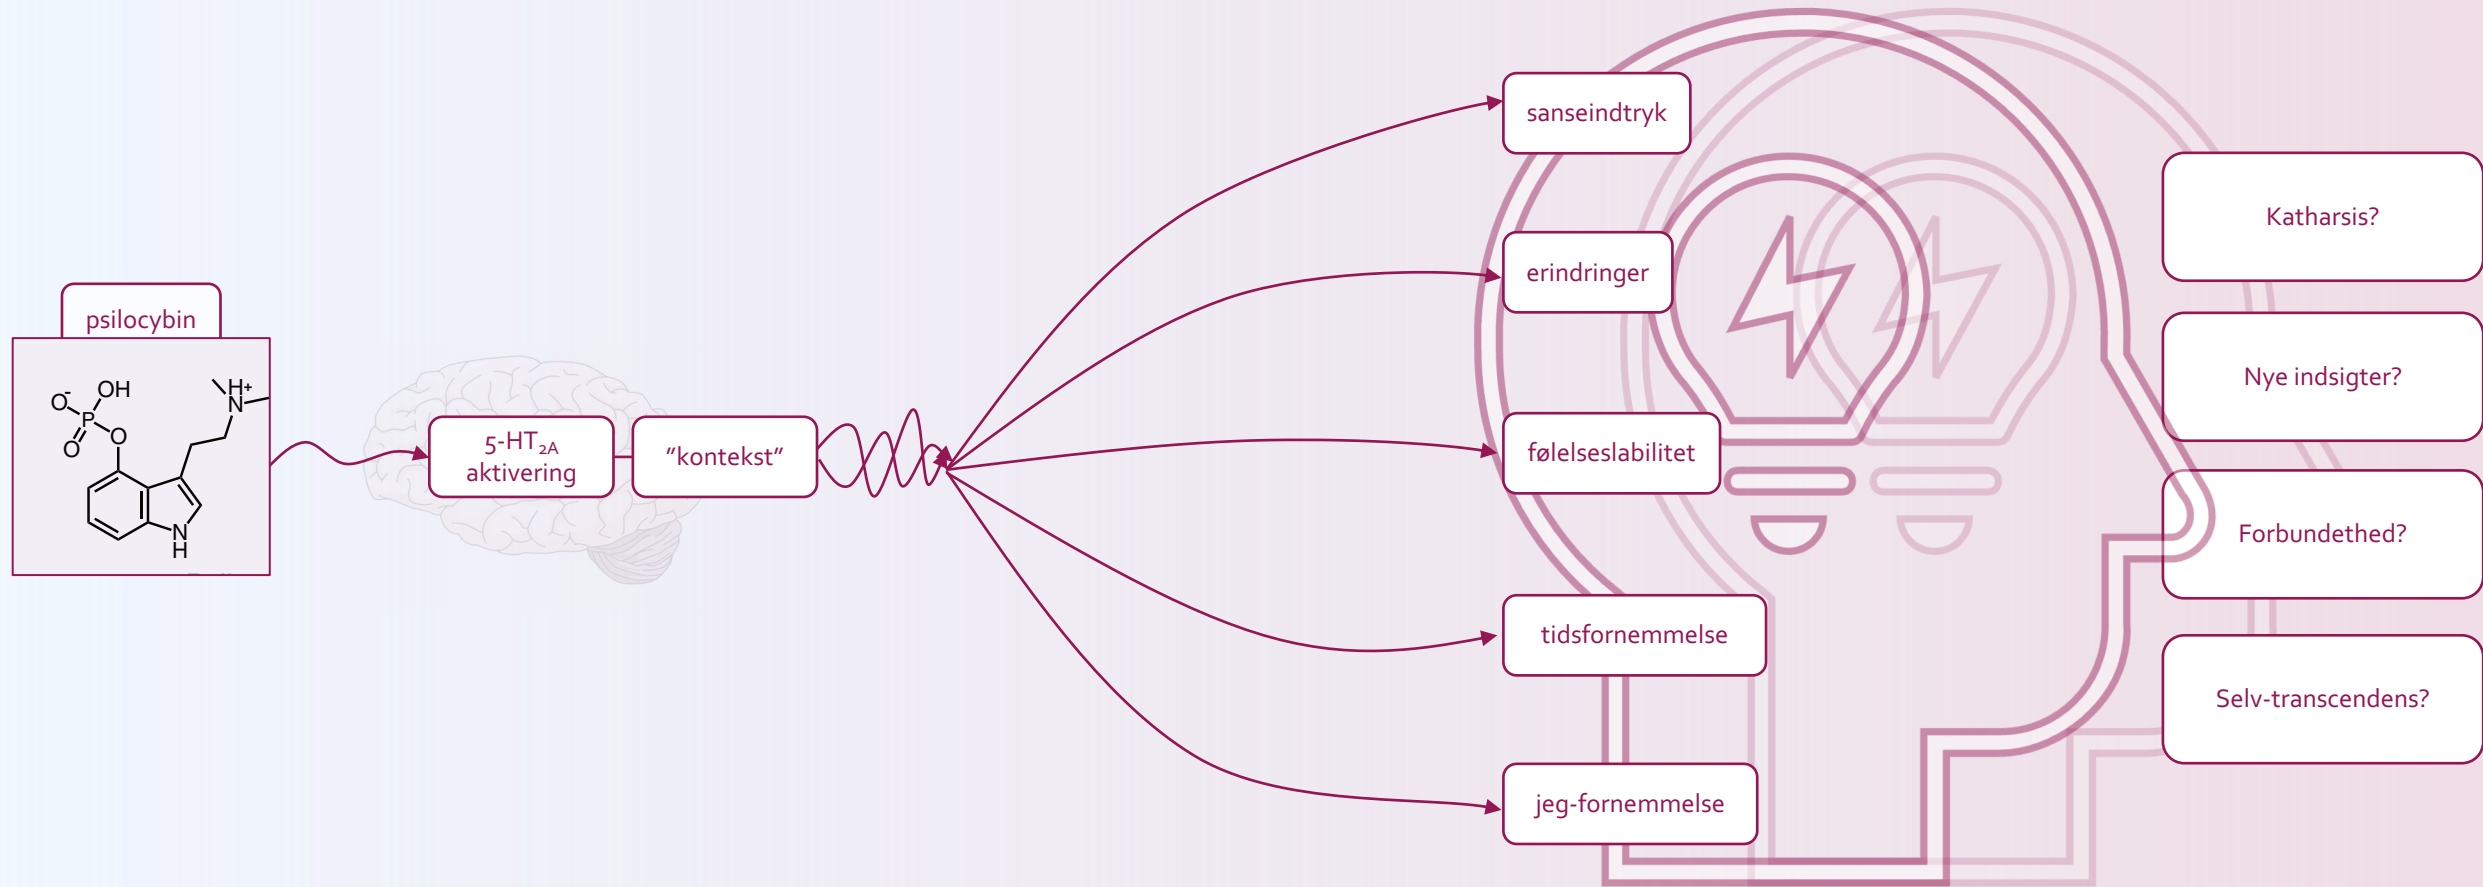 psilocybin
O-
OH
P
O
O
H+
N
N
H
5-HT₂ₐ
aktivering
"kontekst"
sanseindtryk
erindringer
følelseslabilitet
tidsfornemmelse
jeg-fornemmelse
Katharsis?
Nye indsigter?
Forbundethed?
Selv-transcendens?